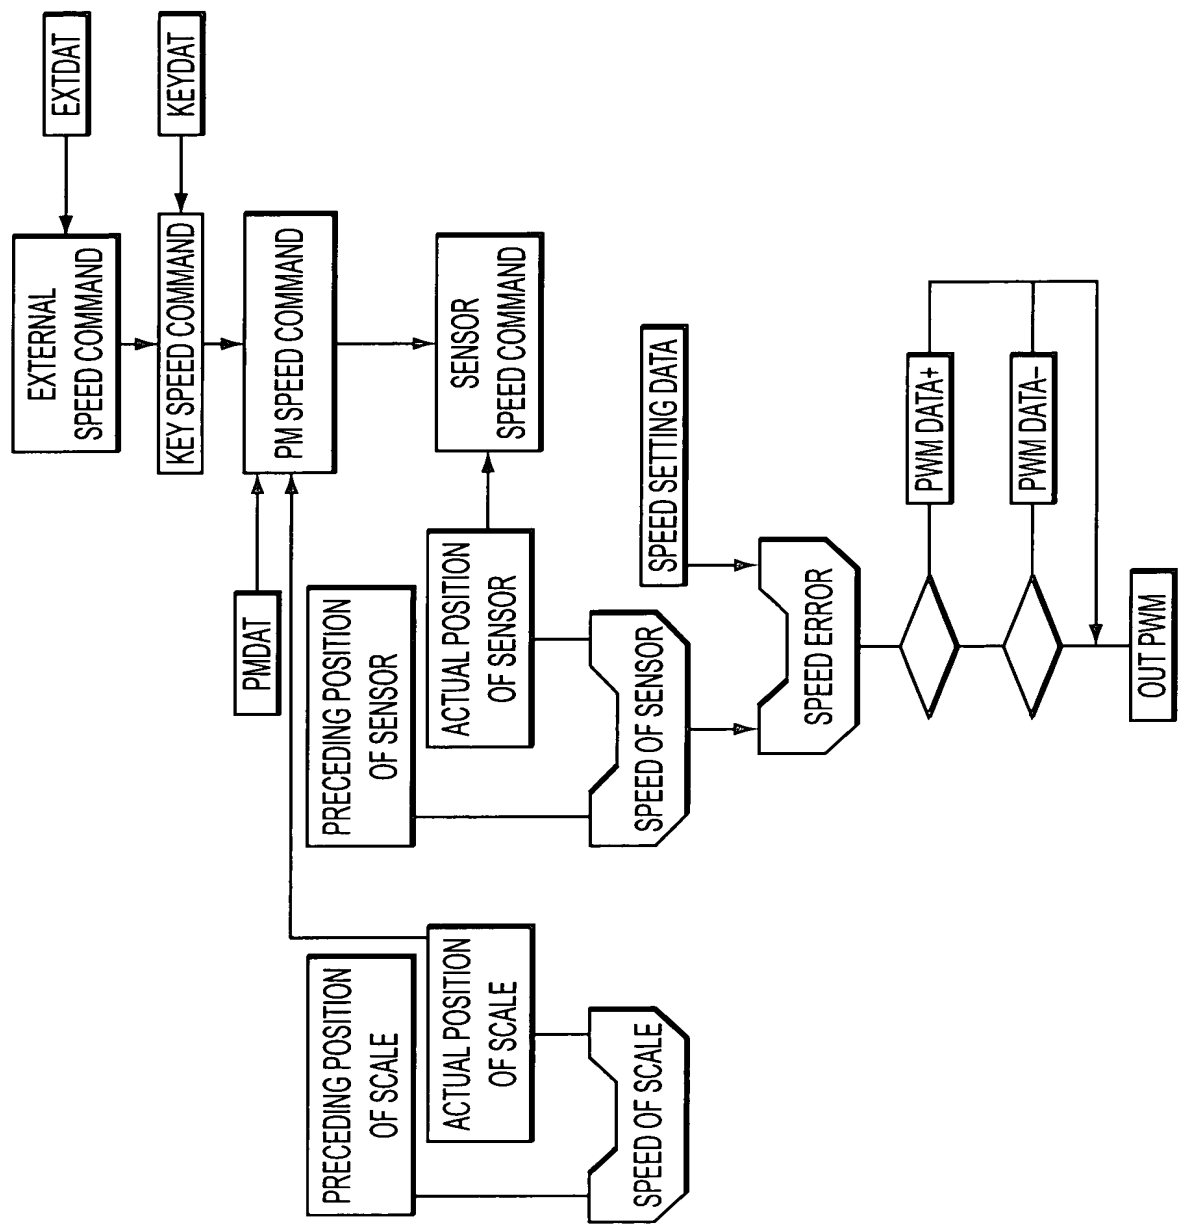 EXTDAT
KEYDAT
EXTERNAL
SPEED COMMAND
KEY SPEED COMMAND
PM SPEED COMMAND
SENSOR
SPEED COMMAND
PMDAT
PRECEDING POSITION
OF SENSOR
ACTUAL POSITION
OF SENSOR
SPEED OF SENSOR
SPEED SETTING DATA
SPEED ERROR
PWM DATA+
PWM DATA-
OUT PWM
PRECEDING POSITION
OF SCALE
ACTUAL POSITION
OF SCALE
SPEED OF SCALE